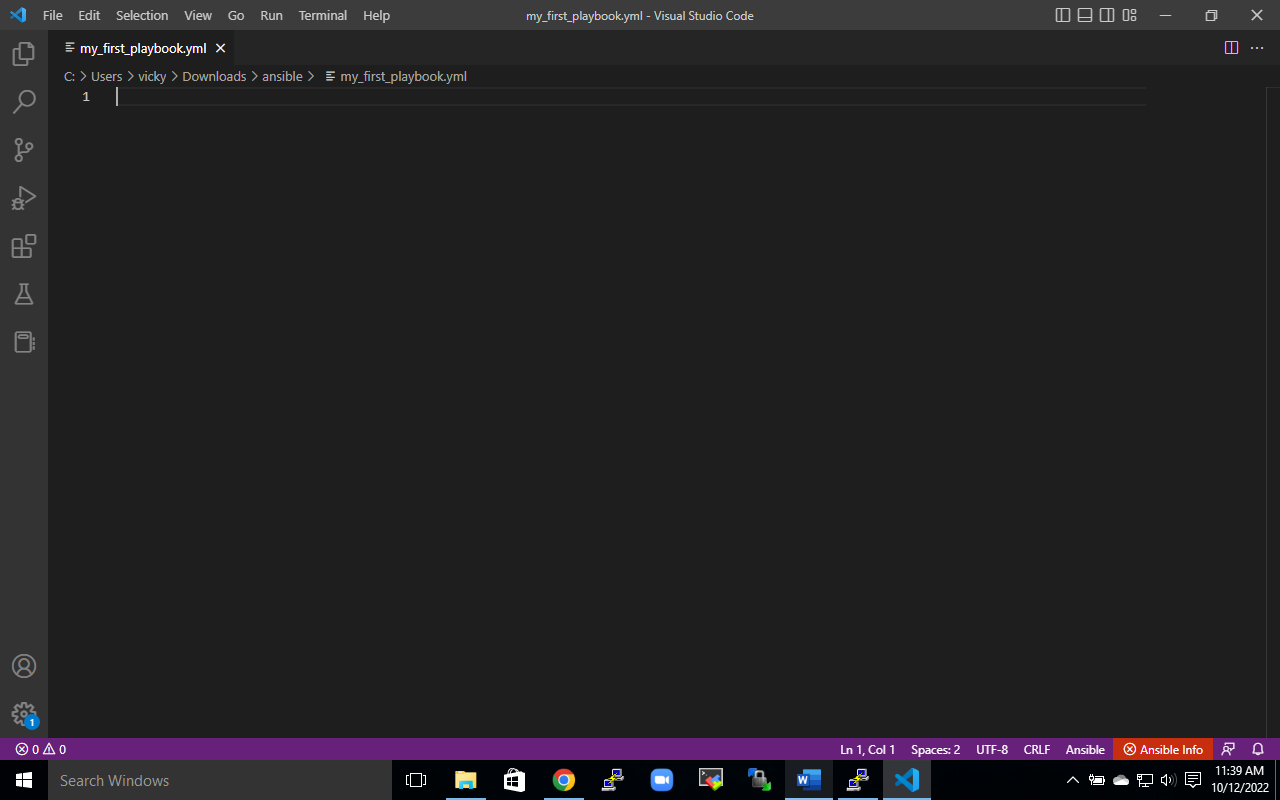 File Edit Selection View Go Run Terminal Help my_first_playbook.yml - Visual Studio Code
my_first_playbook.yml
C: > Users > vicky > Downloads > ansible > my_first_playbook.yml
1
1
0 0 Ln 1, Col 1 Spaces: 2 UTF-8 CRLF Ansible Ansible Info
Search Windows
11:39 AM
10/12/2022